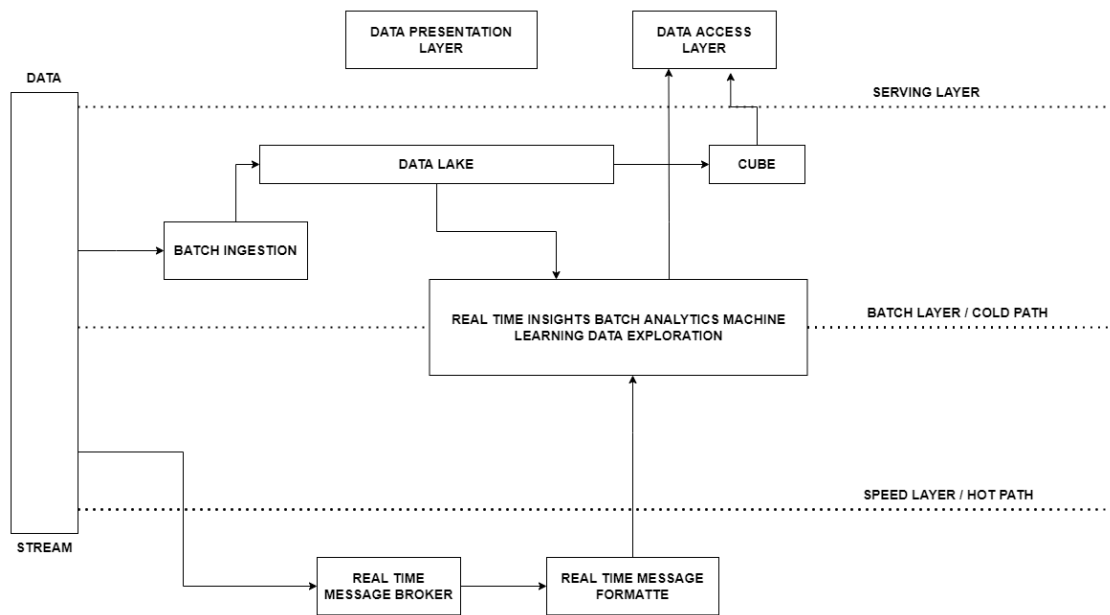 DATA PRESENTATION
LAYER
DATA ACCESS
LAYER
DATA
SERVING LAYER
DATA LAKE
CUBE
BATCH INGESTION
REAL TIME INSIGHTS BATCH ANALYTICS MACHINE
LEARNING DATA EXPLORATION
BATCH LAYER / COLD PATH
SPEED LAYER / HOT PATH
STREAM
REAL TIME
MESSAGE BROKER
REAL TIME MESSAGE
FORMATTE